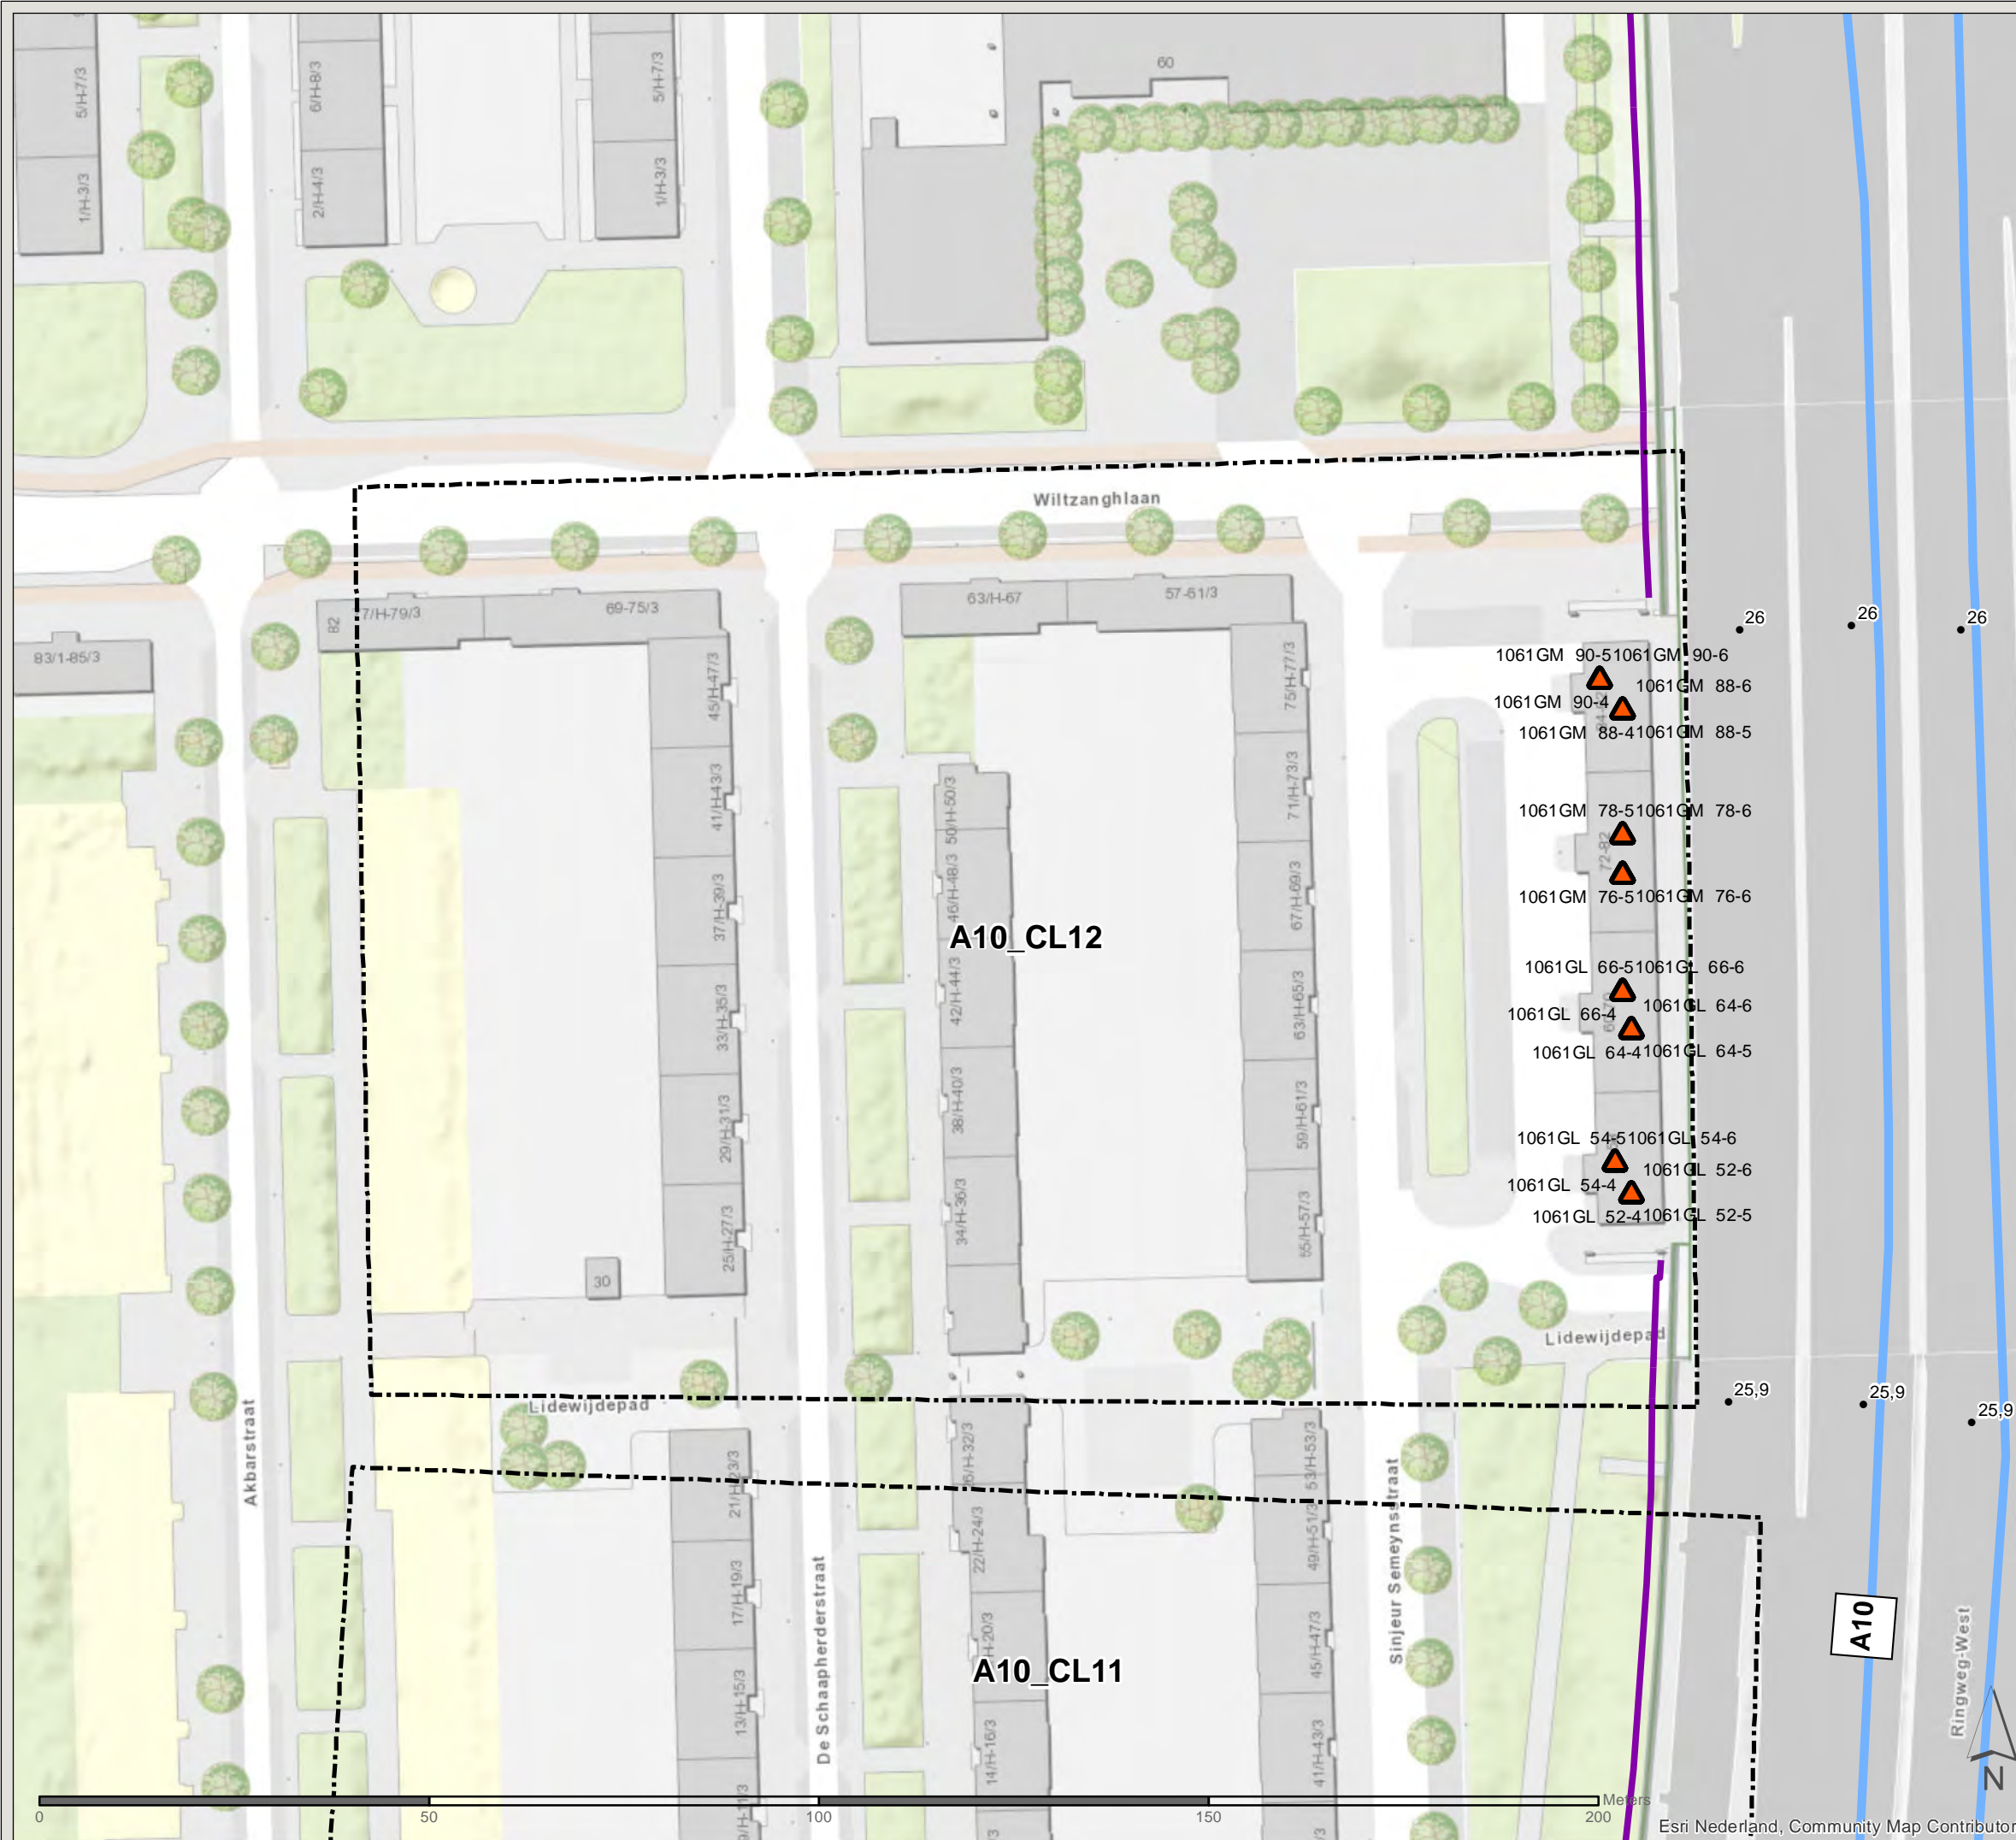 60
5/H-7/3
6/H-8/3
5/H-7/3
1/H-3/3
2/H-4/3
1/H-3/3
Wiltzanghlaan
82
7/H-79/3
69-75/3
63/H-67
57-61/3
83/1-85/3
26
26
26
45/H-47/3
75/H-77/3
1061GM 90-5
1061GM 90-6
1061GM 88-6
1061GM 90-4
1061GM 88-4
1061GM 88-5
41/H-43/3
50/H-50/3
71/H-73/3
1061GM 78-5
1061GM 78-6
72-82
1061GM 76-5
1061GM 76-6
37/H-39/3
46/H-48/3
67/H-69/3
A10_CL12
1061GL 66-5
1061GL 66-6
1061GL 64-6
1061GL 66-4
1061GL 64-4
1061GL 64-5
33/H-35/3
42/H-44/3
63/H-65/3
29/H-31/3
38/H-40/3
59/H-61/3
1061GL 54-5
1061GL 54-6
1061GL 52-6
1061GL 54-4
1061GL 52-4
1061GL 52-5
25/H-27/3
34/H-36/3
55/H-57/3
30
Lidewijdepad
Lidewijdepad
25,9
25,9
25,9
Akbarstraat
21/H-23/3
6/H-32/3
53/H-53/3
22/H-24/3
49/H-51/3
De Schaapherderstraat
Sinjeur Semeynsstraat
17/H-19/3
H-20/3
45/H-47/3
A10_CL11
A10
Ringweg-West
13/H-15/3
14/H-16/3
41/H-43/3
N
0
50
100
150
200
Meters
Esri Nederland, Community Map Contributor